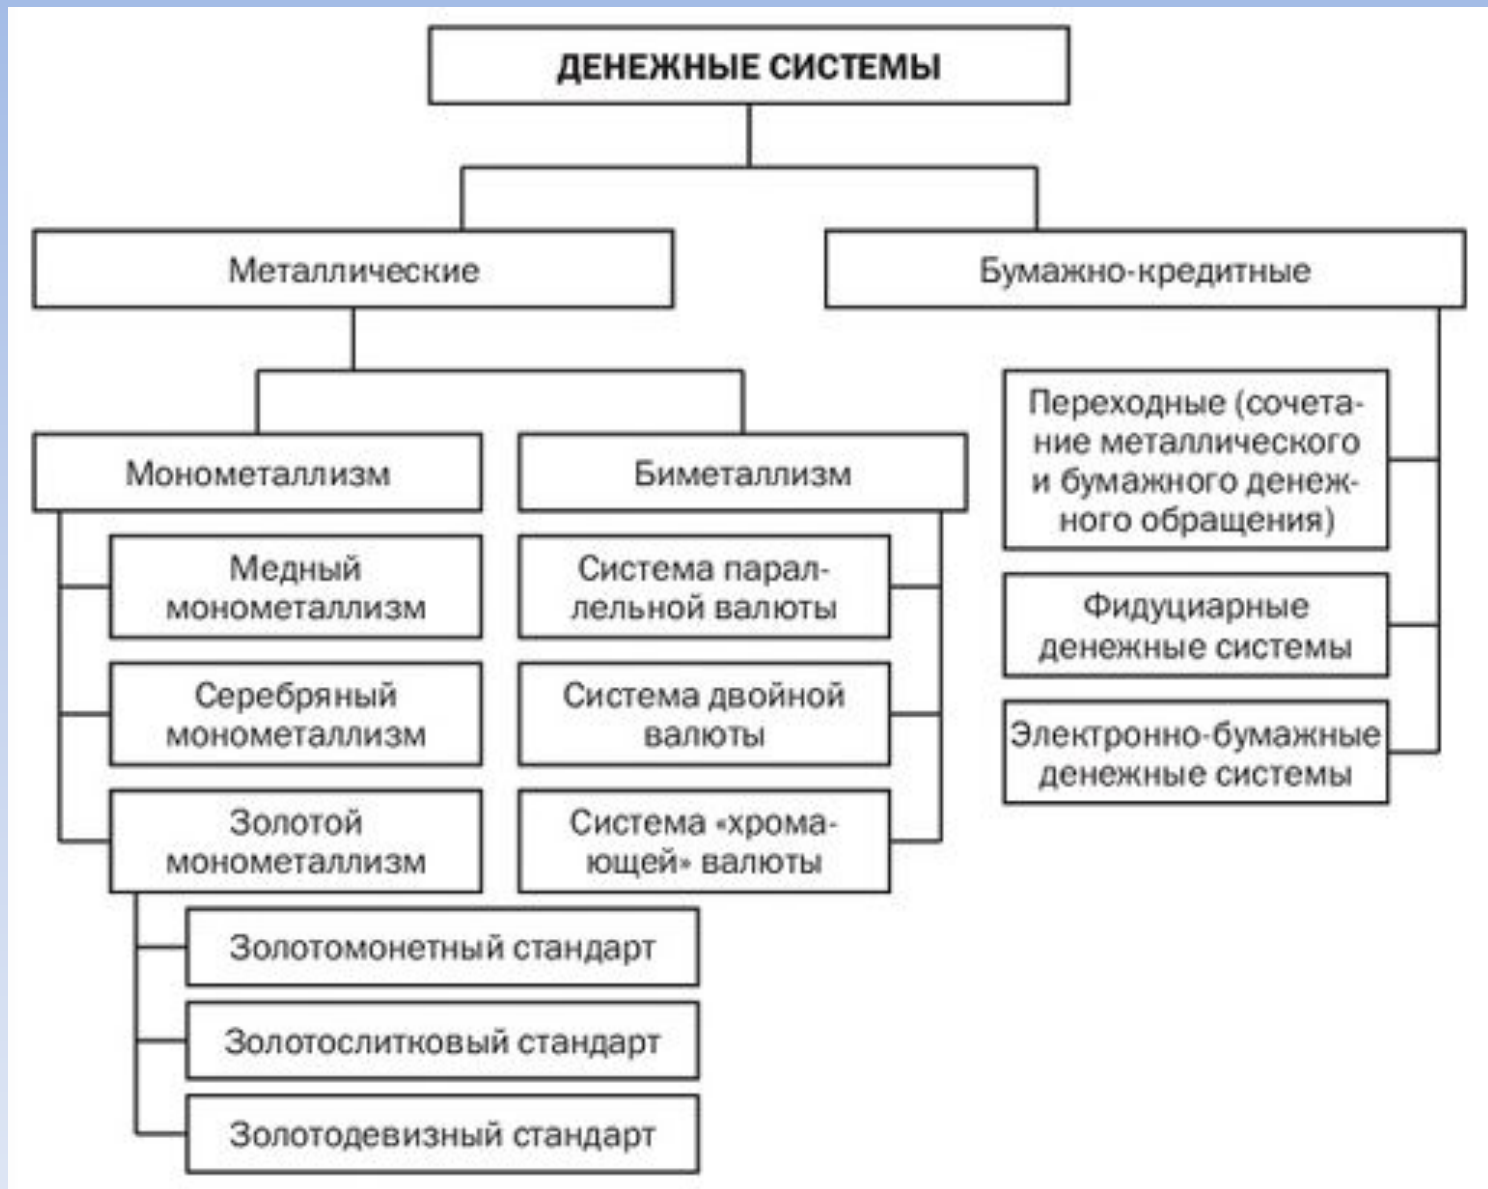 ДЕНЕЖНЫЕ СИСТЕМЫ
Металлические
Бумажно-кредитные
Монометаллизм
Биметаллизм
Медный
монометаллизм
Серебряный
монометаллизм
Золотой
монометаллизм
Золотомонетный стандарт
Золотослитковый стандарт
Золотодевизный стандарт
Система парал-
лельной валюты
Система двойной
валюты
Система «хрома-
ющей» валюты
Переходные (сочета-
ние металлического
и бумажного денеж-
ного обращения)
Фидуциарные
денежные системы
Электронно-бумажные
денежные системы